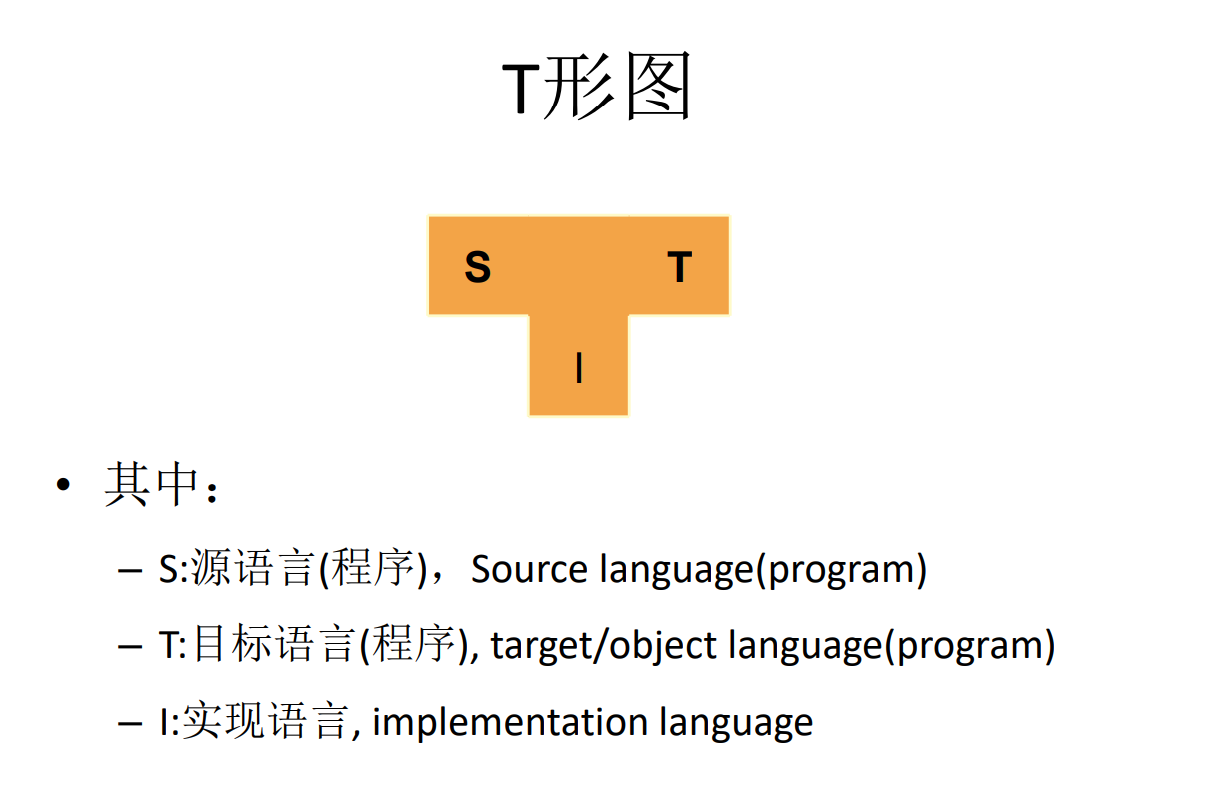 T形图
S T
I
• 其中：
– S:源语言(程序)，Source language(program)
– T:目标语言(程序), target/object language(program)
– I:实现语言, implementation language